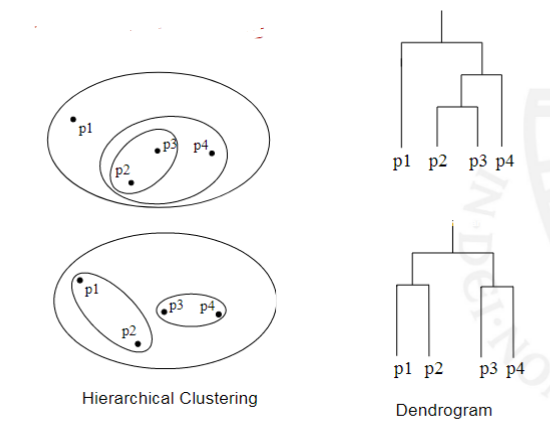 p1
p3
p4
p2
p1 p2 p3 p4
p1
p3 p4
p2
p1 p2 p3 p4
Hierarchical Clustering
Dendrogram